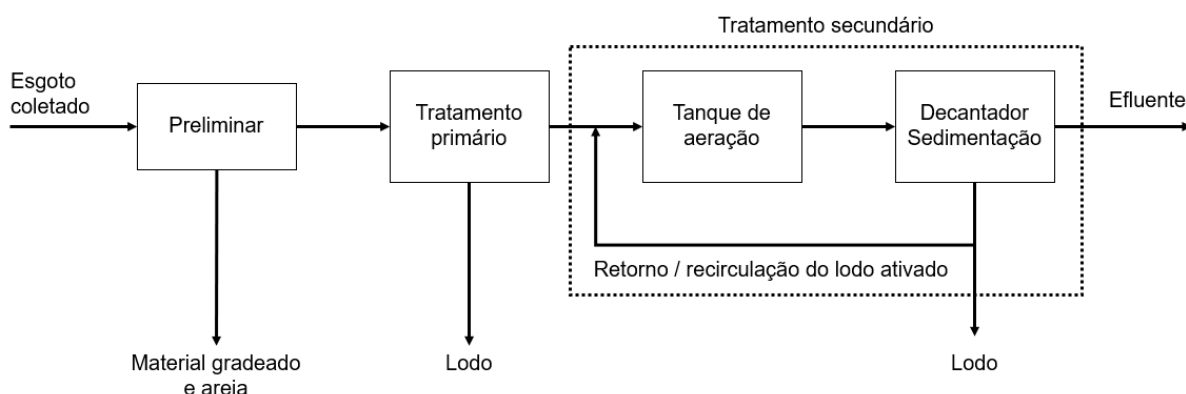 Tratamento secundário
Esgoto
coletado
Preliminar
Tratamento
primário
Tanque de
aeração
Decantador
Sedimentação
Efluente
Retorno / recirculação do lodo ativado
Material gradeado
e areia
Lodo
Lodo